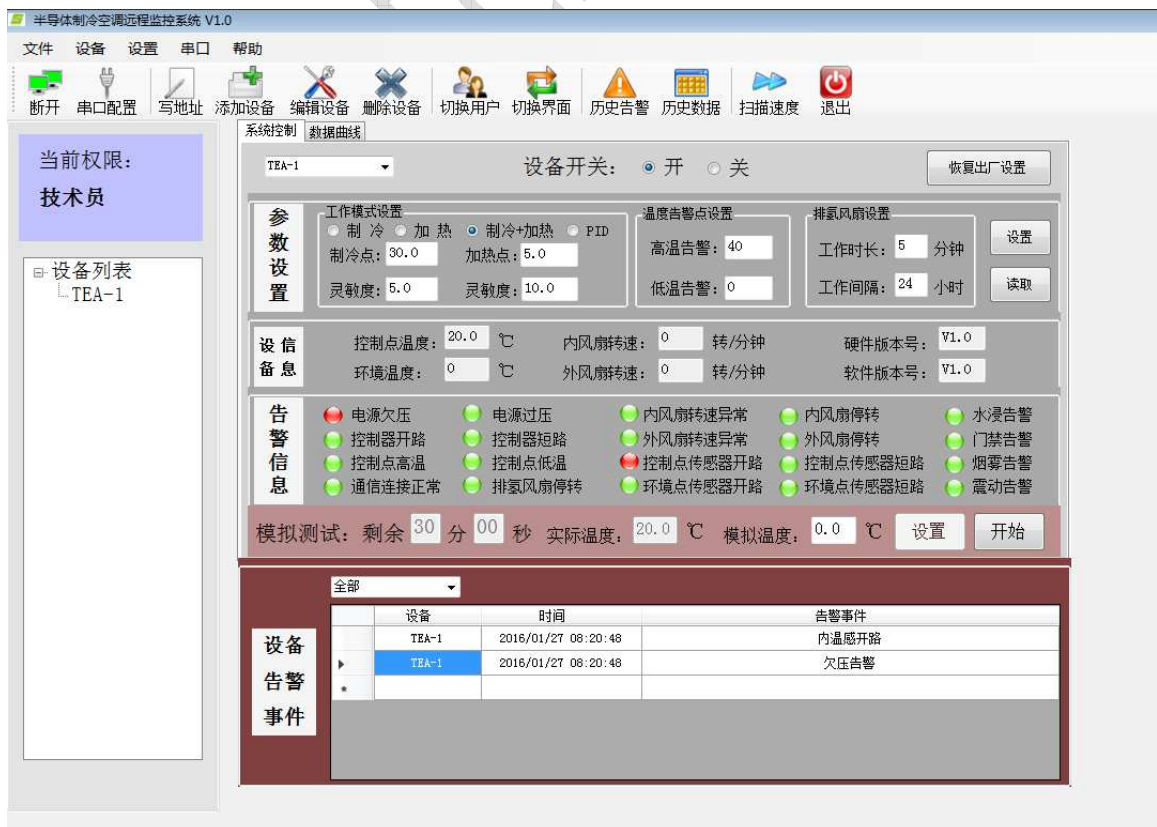 半导体制冷空调远程监控系统 V1.0
文件 设备 设置 串口 帮助
断开 串口配置 写地址 添加设备 编辑设备 删除设备 切换用户 切换界面 历史告警 历史数据 扫描速度 退出
系统控制 数据曲线
当前权限：
技术员
设备列表
TEA-1
TEA-1 设备开关： 开 关 恢复出厂设置
参数设置
工作模式设置 温度告警点设置 排氢风扇设置
制 冷 加 热 制冷+加热 PID
制冷点：30.0 加热点：5.0 高温告警：40 工作时长：5 分钟 设置
灵敏度：5.0 灵敏度：10.0 低温告警：0 工作间隔：24 小时 读取
设备信息
控制点温度：20.0 ℃ 内风扇转速：0 转/分钟 硬件版本号：V1.0
环境温度：0 ℃ 外风扇转速：0 转/分钟 软件版本号：V1.0
告警信息
电源欠压 电源过压 内风扇转速异常 内风扇停转 水浸告警
控制器开路 控制器短路 外风扇转速异常 外风扇停转 门禁告警
控制点高温 控制点低温 控制点传感器开路 控制点传感器短路 烟雾告警
通信连接正常 排氢风扇停转 环境点传感器开路 环境点传感器短路 震动告警
模拟测试：剩余 30 分 00 秒 实际温度：20.0 ℃ 模拟温度：0.0 ℃ 设置 开始
全部
设备 时间 告警事件
TEA-1 2016/01/27 08:20:48 内温感开路
TEA-1 2016/01/27 08:20:48 欠压告警
设备
告警
事件